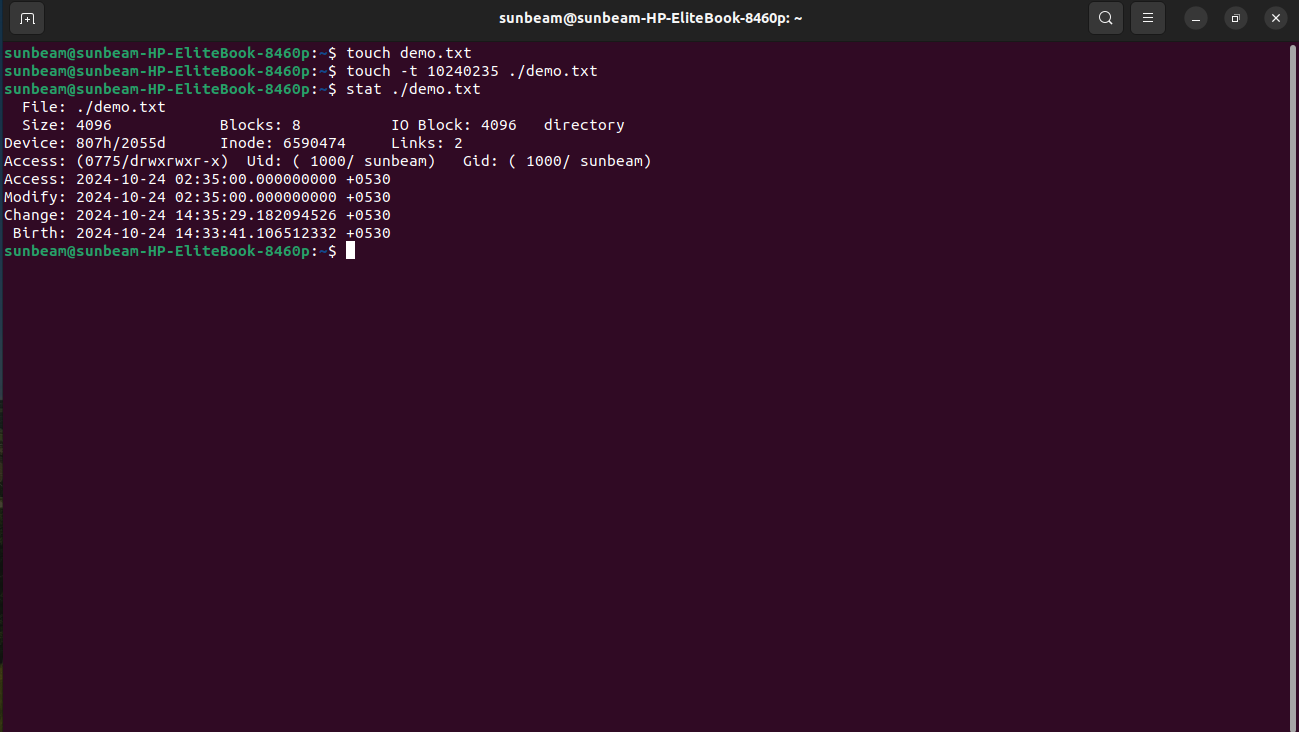 sunbeam@sunbeam-HP-EliteBook-8460p: ~
sunbeam@sunbeam-HP-EliteBook-8460p:~$ touch demo.txt
sunbeam@sunbeam-HP-EliteBook-8460p:~$ touch -t 10240235 ./demo.txt
sunbeam@sunbeam-HP-EliteBook-8460p:~$ stat ./demo.txt
  File: ./demo.txt
  Size: 4096            Blocks: 8          IO Block: 4096   directory
Device: 807h/2055d      Inode: 6590474     Links: 2
Access: (0775/drwxrwxr-x)  Uid: ( 1000/ sunbeam)   Gid: ( 1000/ sunbeam)
Access: 2024-10-24 02:35:00.000000000 +0530
Modify: 2024-10-24 02:35:00.000000000 +0530
Change: 2024-10-24 14:35:29.182094526 +0530
 Birth: 2024-10-24 14:33:41.106512332 +0530
sunbeam@sunbeam-HP-EliteBook-8460p:~$